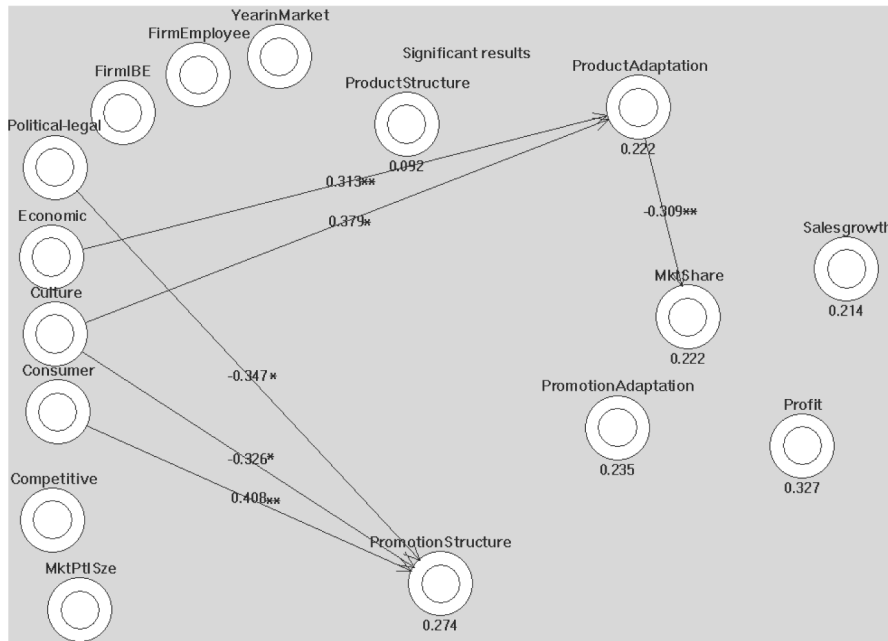 YearinMarket
FirmEmployee
Significant results
FirmIBE
ProductStructure
ProductAdaptation
Political-legal
0.092
0.222
0.313**
0.379*
-0.309**
Economic
Salesgrowth
0.214
Culture
MktShare
0.222
Consumer
-0.347*
PromotionAdaptation
0.235
Profit
0.327
-0.326*
0.408**
Competitive
PromotionStructure
0.274
MktPtlSze